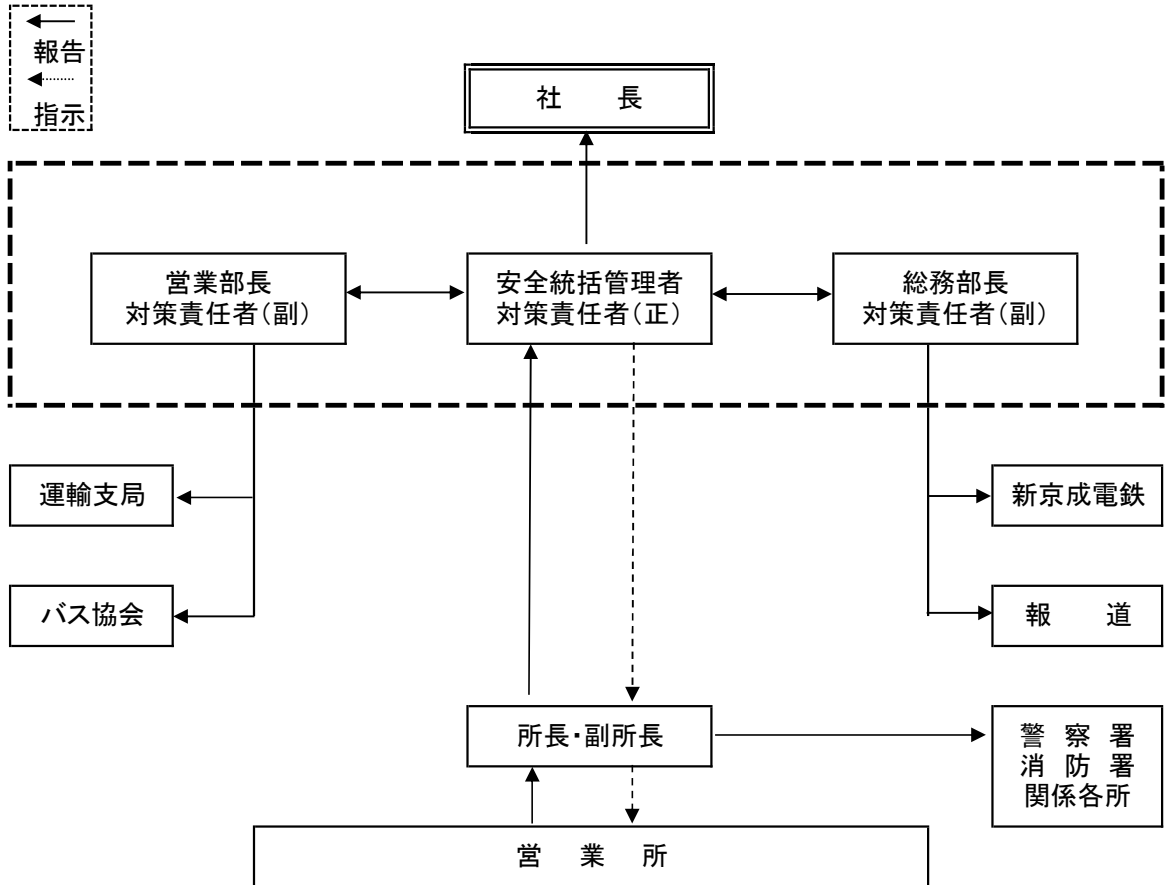 報告
指示
社　　長
営業部長
対策責任者（副）
安全統括管理者
対策責任者（正）
総務部長
対策責任者（副）
運輸支局
新京成電鉄
バス協会
報　　道
所長・副所長
警　察　署
消　防　署
関係各所
営　業　所